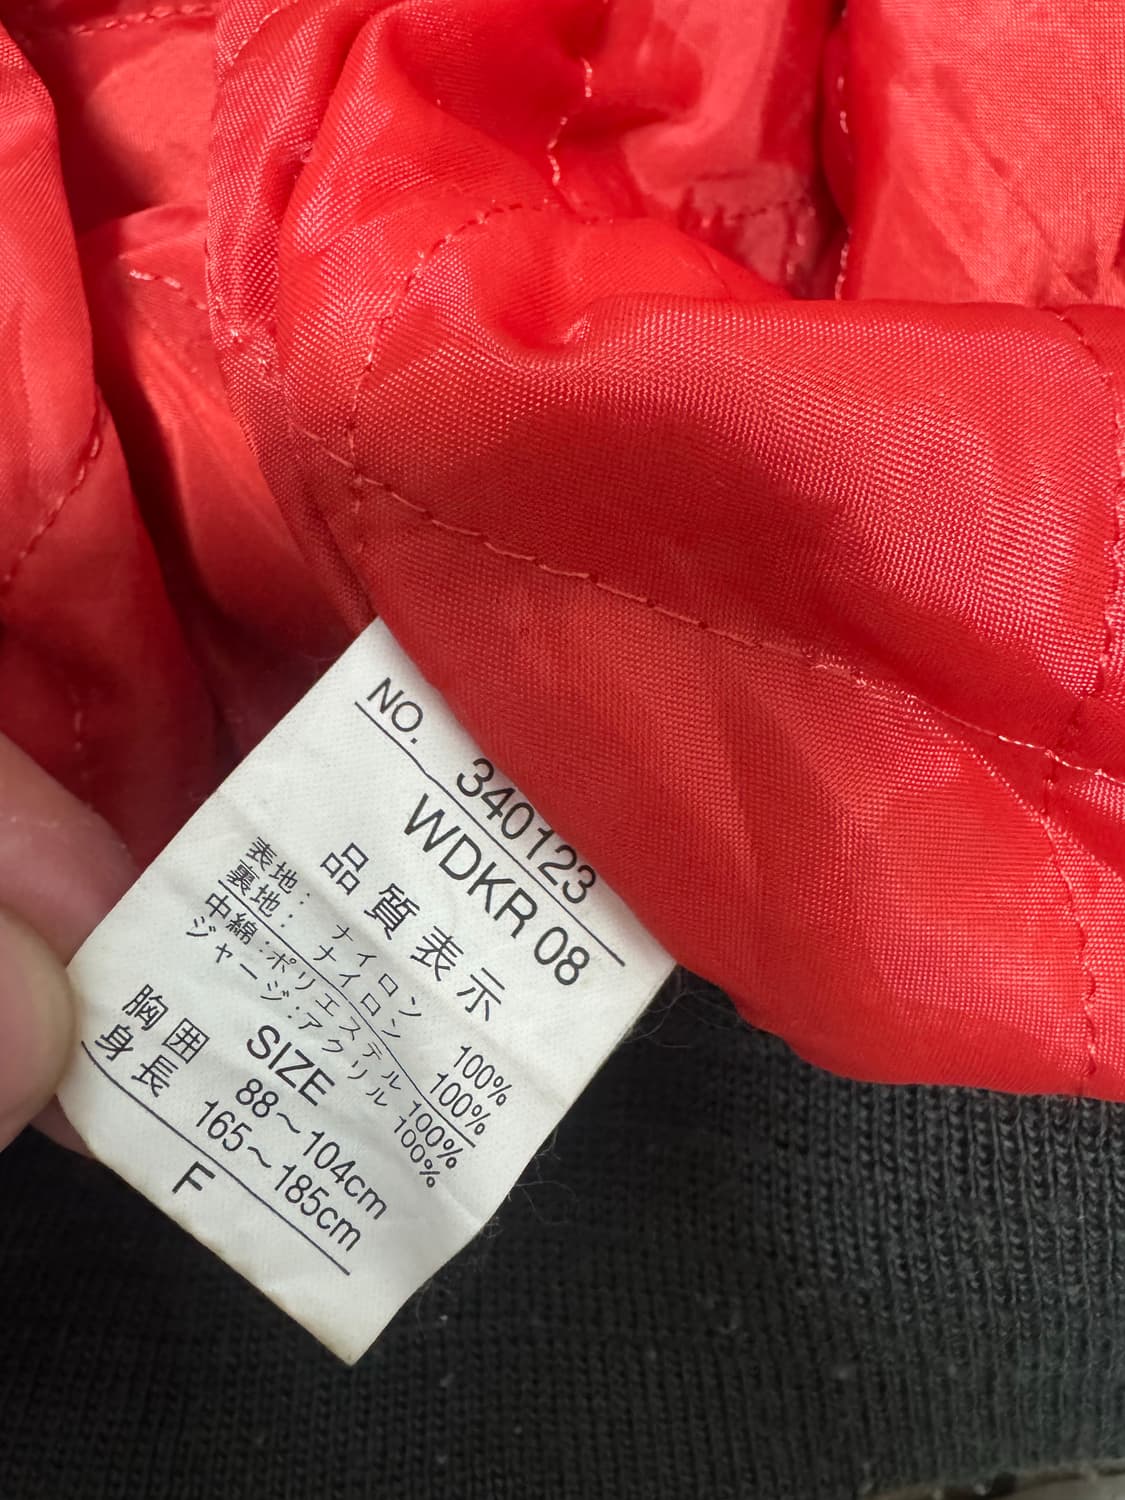 NO. 340123
WDKR 08
品質表示
表地: ナイロン 100%
裏地: ナイロン 100%
中綿:ポリエステル 100%
ジャージ:アクリル 100%
SIZE
胸囲 88～104cm
身長 165～185cm
F